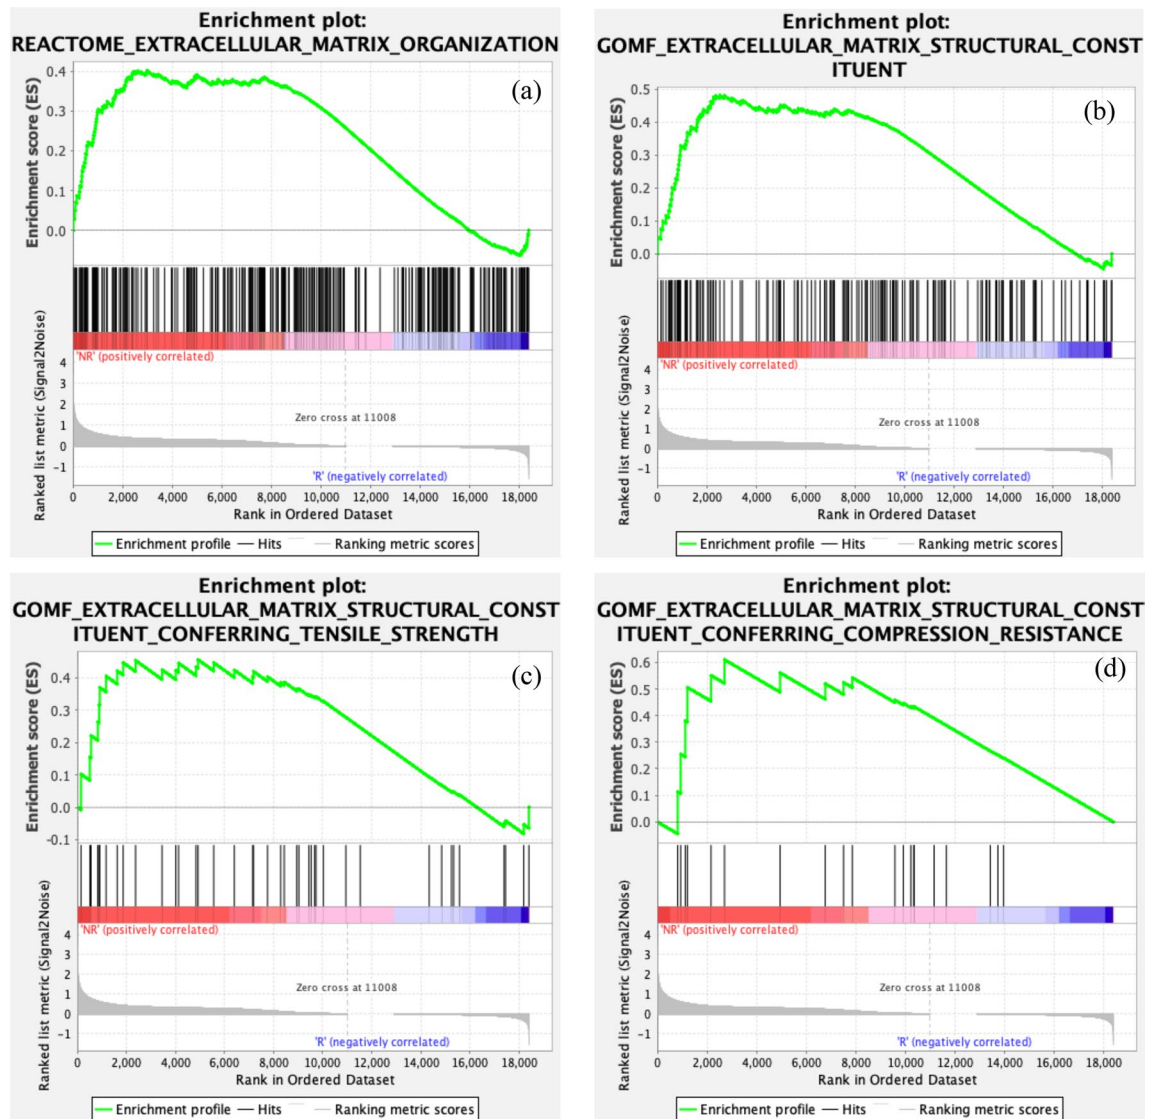 Enrichment plot:
REACTOME_EXTRACELLULAR_MATRIX_ORGANIZATION
(a)
Enrichment score (ES)
0.4
0.3
0.2
0.1
0.0
'NR' (positively correlated)
Ranked list metric (Signal2Noise)
4
3
2
1
0
-1
Zero cross at 11008
'R' (negatively correlated)
0 2,000 4,000 6,000 8,000 10,000 12,000 14,000 16,000 18,000
Rank in Ordered Dataset
Enrichment profile Hits Ranking metric scores
Enrichment plot:
GOMF_EXTRACELLULAR_MATRIX_STRUCTURAL_CONST
ITUENT
(b)
Enrichment score (ES)
0.5
0.4
0.3
0.2
0.1
0.0
'NR' (positively correlated)
Ranked list metric (Signal2Noise)
4
3
2
1
0
-1
Zero cross at 11008
'R' (negatively correlated)
0 2,000 4,000 6,000 8,000 10,000 12,000 14,000 16,000 18,000
Rank in Ordered Dataset
Enrichment profile Hits Ranking metric scores
Enrichment plot:
GOMF_EXTRACELLULAR_MATRIX_STRUCTURAL_CONST
ITUENT_CONFERRING_TENSILE_STRENGTH
(c)
Enrichment score (ES)
0.4
0.3
0.2
0.1
0.0
-0.1
'NR' (positively correlated)
Ranked list metric (Signal2Noise)
4
3
2
1
0
-1
Zero cross at 11008
'R' (negatively correlated)
0 2,000 4,000 6,000 8,000 10,000 12,000 14,000 16,000 18,000
Rank in Ordered Dataset
Enrichment profile Hits Ranking metric scores
Enrichment plot:
GOMF_EXTRACELLULAR_MATRIX_STRUCTURAL_CONST
ITUENT_CONFERRING_COMPRESSION_RESISTANCE
(d)
Enrichment score (ES)
0.6
0.5
0.4
0.3
0.2
0.1
0.0
'NR' (positively correlated)
Ranked list metric (Signal2Noise)
4
3
2
1
0
-1
Zero cross at 11008
'R' (negatively correlated)
0 2,000 4,000 6,000 8,000 10,000 12,000 14,000 16,000 18,000
Rank in Ordered Dataset
Enrichment profile Hits Ranking metric scores